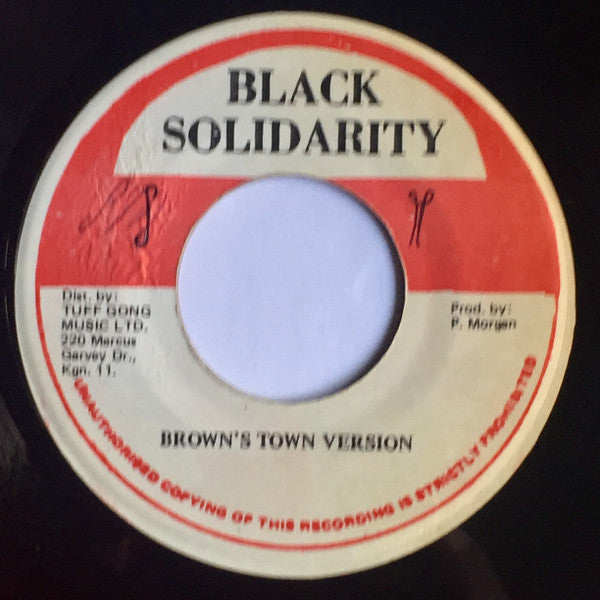 BLACK
SOLIDARITY
Dist. by:
TUFF GONG
MUSIC LTD.
220 Marcus
Garvey Dr.,
Kgn. 11.
Prod. by:
P. Morgan
BROWN'S TOWN VERSION
UNAUTHORISED COPYING OF THIS RECORDING IS STRICTLY PROHIBITED